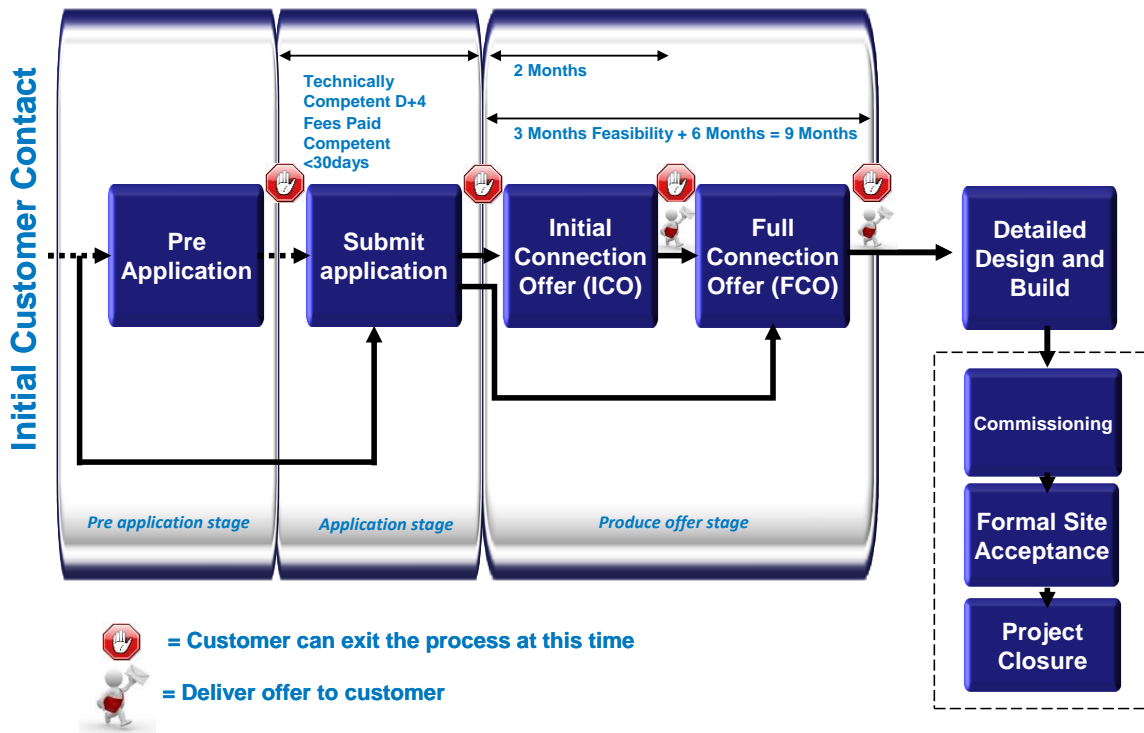 Initial Customer Contact
2 Months
Technically
Competent D+4
Fees Paid
Competent
<30days
3 Months Feasibility + 6 Months = 9 Months
Pre
Application
Submit
application
Initial
Connection
Offer (ICO)
Full
Connection
Offer (FCO)
Detailed
Design and
Build
Commissioning
Formal Site
Acceptance
Project
Closure
Pre application stage
Application stage
Produce offer stage
= Customer can exit the process at this time
= Deliver offer to customer